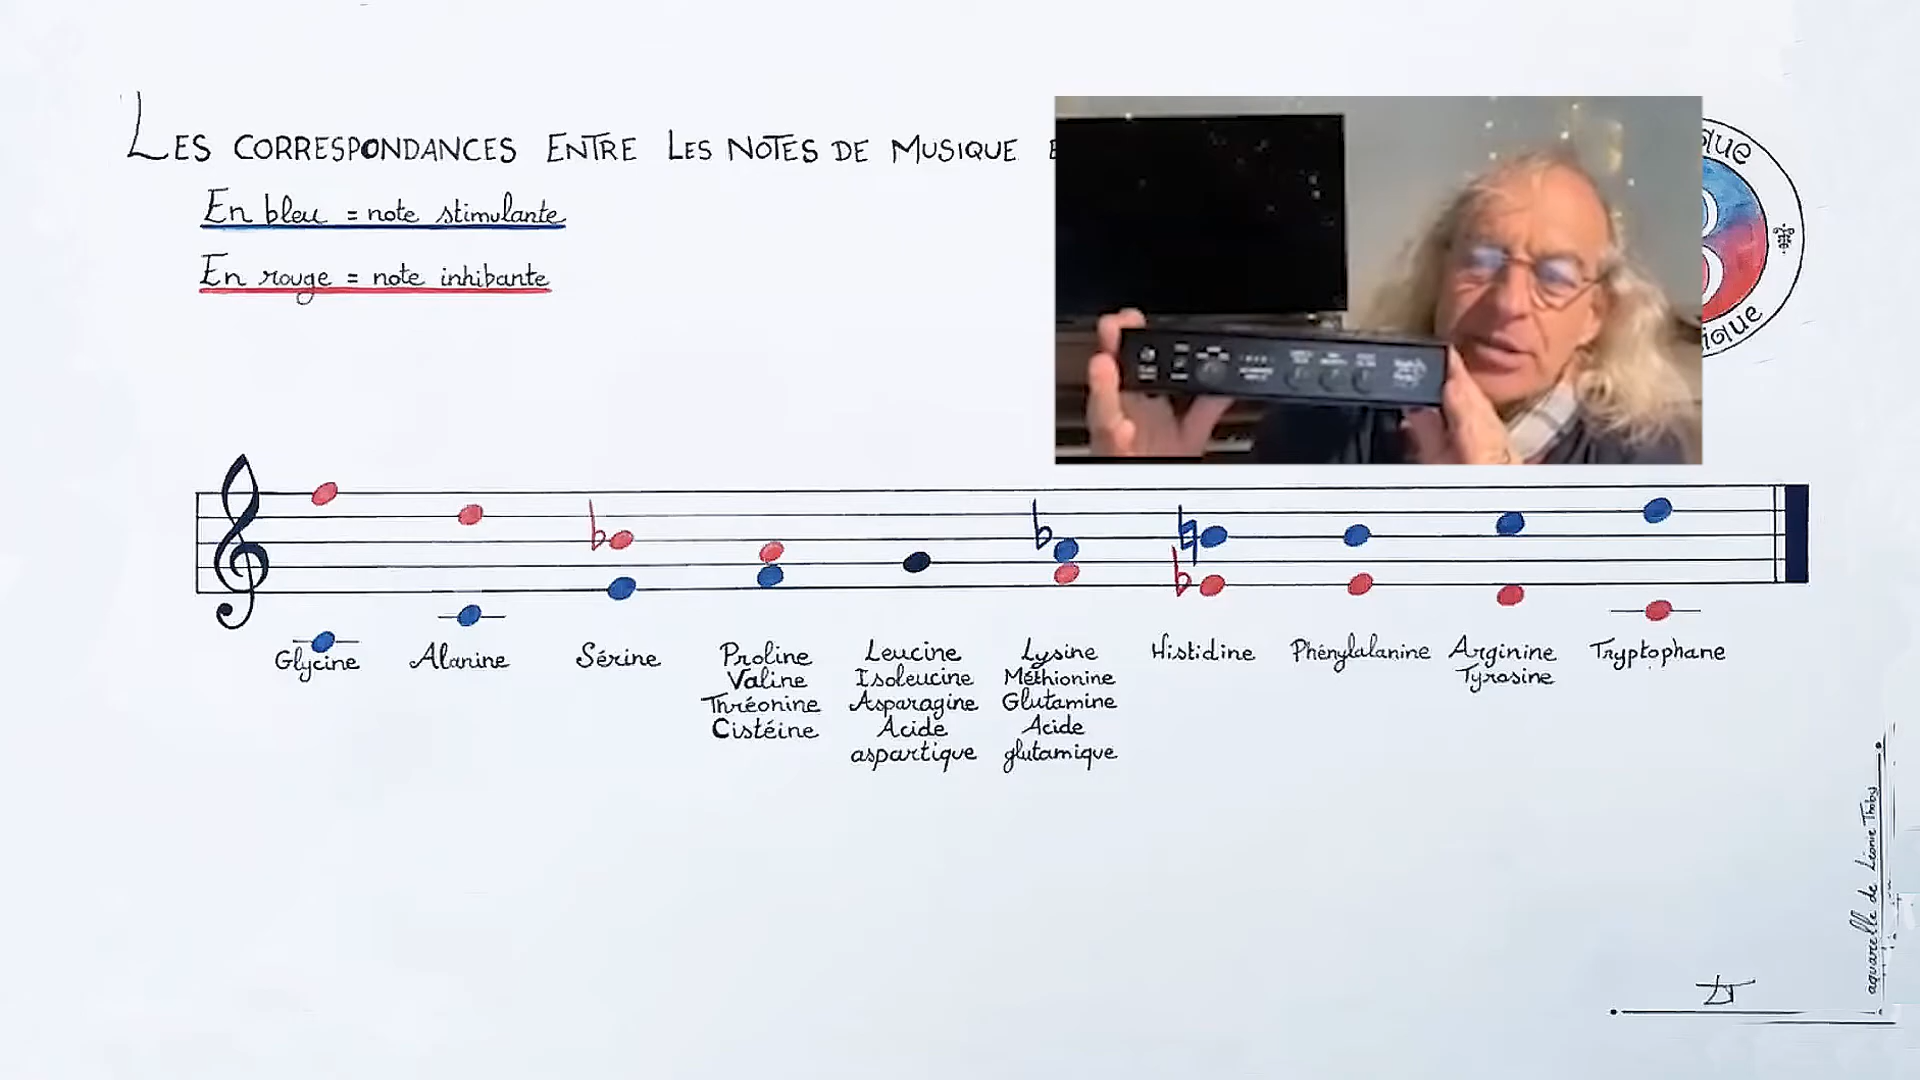 LES CORRESPONDANCES ENTRE LES NOTES DE MUSIQUE
En bleu = note stimulante
En rouge = note inhibante
Glycine
Alanine
Sérine
Proline
Valine
Thréonine
Cistéine
Leucine
Isoleucine
Asparagine
Acide
aspartique
Lysine
Méthionine
Glutamine
Acide
glutamique
Histidine
Phénylalanine
Arginine
Tyrosine
Tryptophane
aquarelle de Léonie Thoby